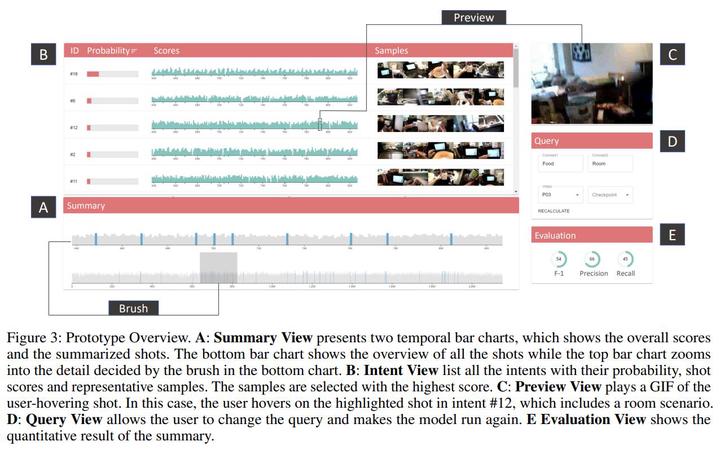 Preview
B
ID Probability Scores Samples
C
#18
#6
#12
#2
#11
D
Query
Food Room
P03 Checkpoint
RECALCULATE
A
Summary
E
Evaluation
54 66 45
F-1 Precision Recall
Brush
Figure 3: Prototype Overview. A: Summary View presents two temporal bar charts, which shows the overall scores
and the summarized shots. The bottom bar chart shows the overview of all the shots while the top bar chart zooms
into the detail decided by the brush in the bottom chart. B: Intent View list all the intents with their probability, shot
scores and representative samples. The samples are selected with the highest score. C: Preview View plays a GIF of the
user-hovering shot. In this case, the user hovers on the highlighted shot in intent #12, which includes a room scenario.
D: Query View allows the user to change the query and makes the model run again. E Evaluation View shows the
quantitative result of the summary.